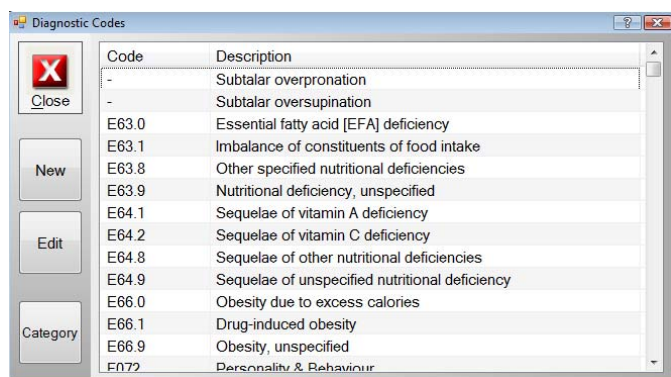 Diagnostic Codes
Close
New
Edit
Category
Code Description
- Subtalar overpronation
- Subtalar oversupination
E63.0 Essential fatty acid [EFA] deficiency
E63.1 Imbalance of constituents of food intake
E63.8 Other specified nutritional deficiencies
E63.9 Nutritional deficiency, unspecified
E64.1 Sequelae of vitamin A deficiency
E64.2 Sequelae of vitamin C deficiency
E64.8 Sequelae of other nutritional deficiencies
E64.9 Sequelae of unspecified nutritional deficiency
E66.0 Obesity due to excess calories
E66.1 Drug-induced obesity
E66.9 Obesity, unspecified
F072 Personality & Behaviour